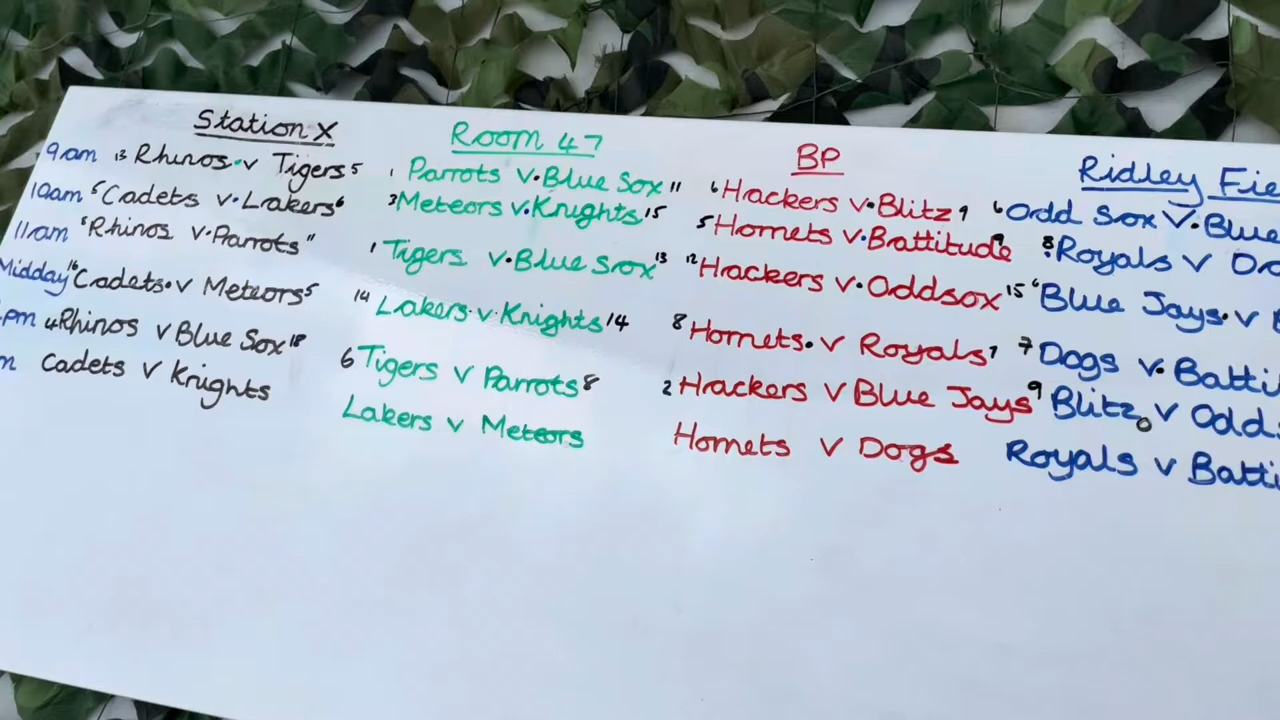 Station X
9am 13 Rhinos v Tigers 5
10am 5 Cadets v Lakers 6
11am 8 Rhinos v Parrots 11
Midday 16 Cadets v Meteors 5
pm 4 Rhinos v Blue Sox 18
Cadets v Knights
Room 47
1 Parrots v Blue Sox 11
3 Meteors v Knights 15
1 Tigers v Blue Sox 13
14 Lakers v Knights 14
6 Tigers v Parrots 8
Lakers v Meteors
BP
6 Hackers v Blitz 9
5 Hornets v Battitude 9
12 Hackers v Oddsox 15
8 Hornets v Royals 7
2 Hackers v Blue Jays 9
Hornets v Dogs
Ridley Fie
6 Odd Sox V Blue
8 Royals v
6 Blue Jays v
7 Dogs v Batti
Blitz v Odds
Royals v Batti